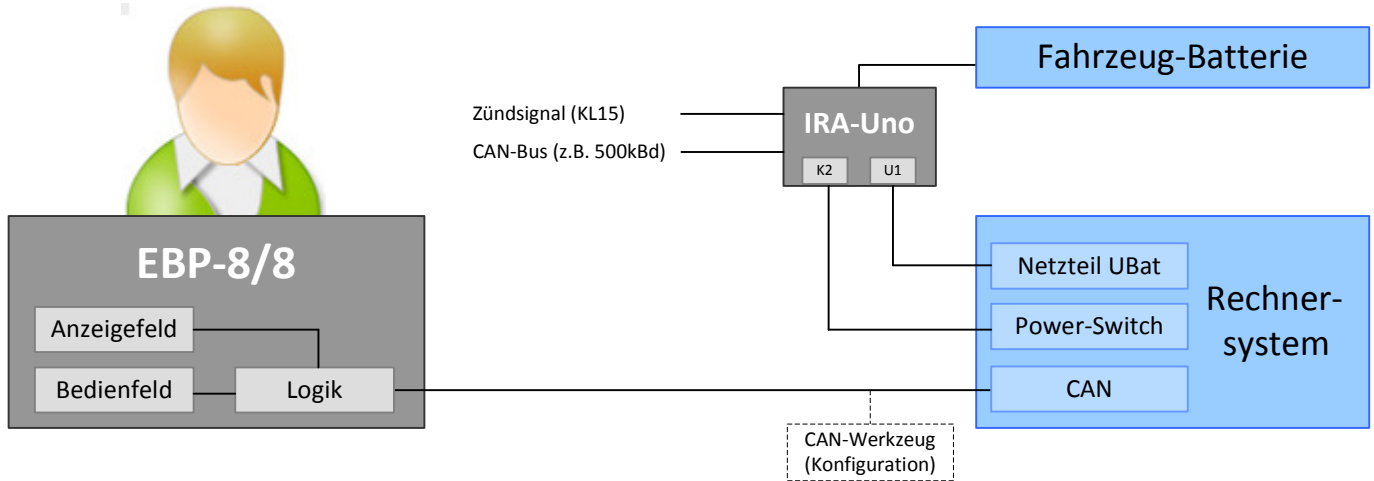 Fahrzeug-Batterie
Zündsignal (KL15)
CAN-Bus (z.B. 500kBd)
IRA-Uno
K2
U1
EBP-8/8
Anzeigefeld
Bedienfeld
Logik
Netzteil UBat
Power-Switch
CAN
Rechner-
system
CAN-Werkzeug
(Konfiguration)